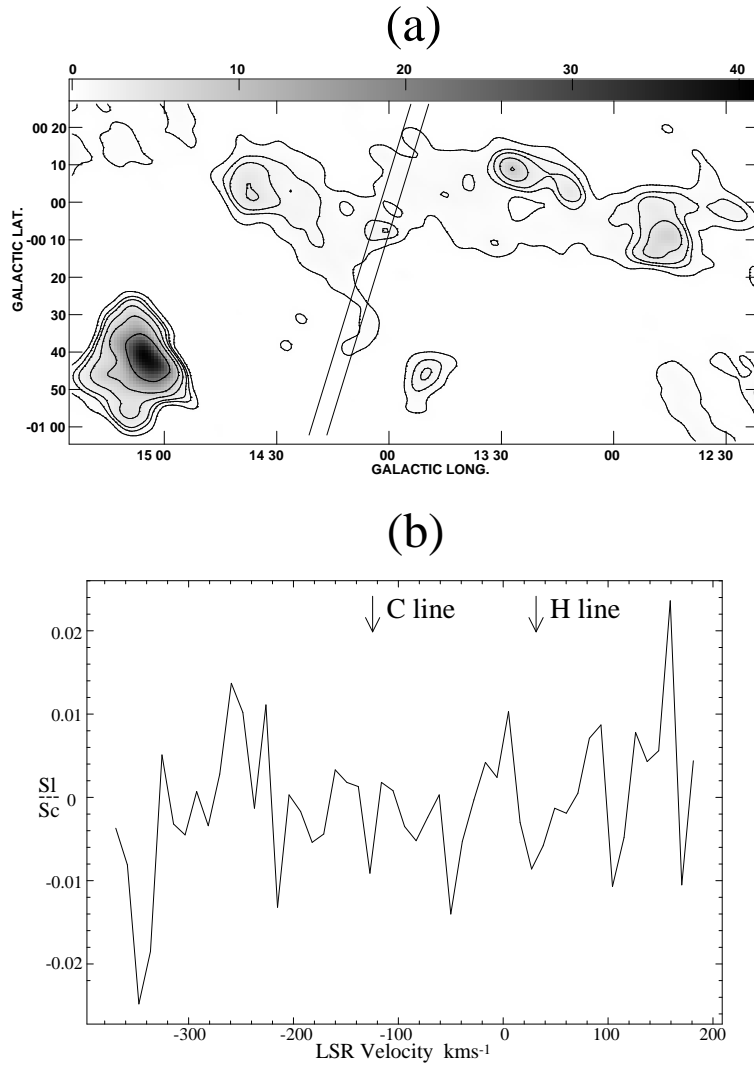 (a)
0 10 20 30 40
00 20
10
00
-00 10
20
30
40
50
-01 00
GALACTIC LAT.
15 00 14 30 00 13 30 00 12 30
GALACTIC LONG.
(b)
C line H line
0.02
0.01
0
-0.01
-0.02
Sl
---
Sc
-300 -200 -100 0 100 200
LSR Velocity kms-1